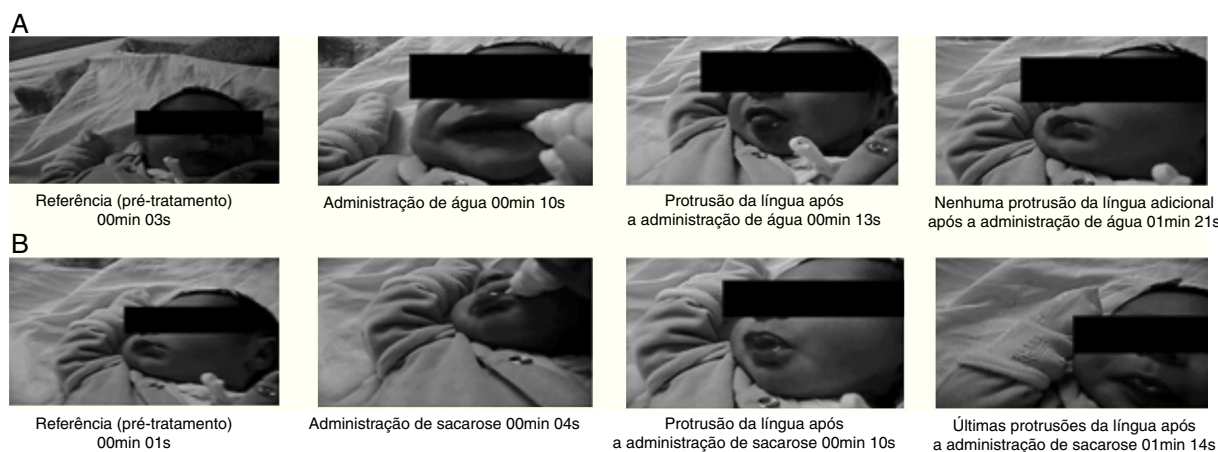 A
Referência (pré-tratamento)
00min 03s
Administração de água 00min 10s
Protrusão da língua após
a administração de água 00min 13s
Nenhuma protrusão da língua adicional
após a administração de água 01min 21s
B
Referência (pré-tratamento)
00min 01s
Administração de sacarose 00min 04s
Protrusão da língua após
a administração de sacarose 00min 10s
Últimas protrusões da língua após
a administração de sacarose 01min 14s